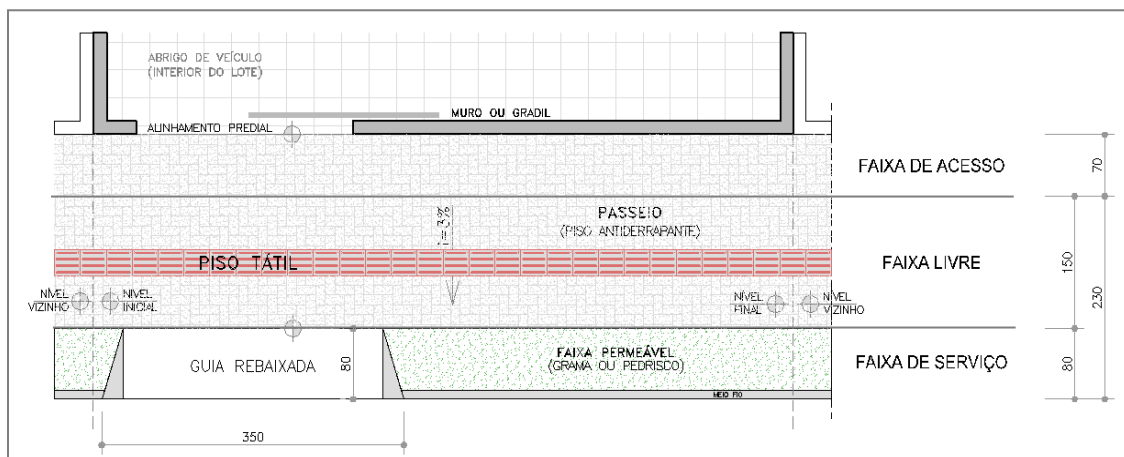 ABRIGO DE VEÍCULO
(INTERIOR DO LOTE)
MURO OU GRADIL
ALINHAMENTO PREDIAL
FAIXA DE ACESSO
70
PASSEIO
(PISO ANTIDERRAPANTE)
i=3%
PISO TÁTIL
FAIXA LIVRE
150
230
NÍVEL
VIZINHO
NÍVEL
INICIAL
NÍVEL
FINAL
NÍVEL
VIZINHO
GUIA REBAIXADA
80
FAIXA PERMEÁVEL
(GRAMA OU PEDRISCO)
FAIXA DE SERVIÇO
80
MEIO FIO
350